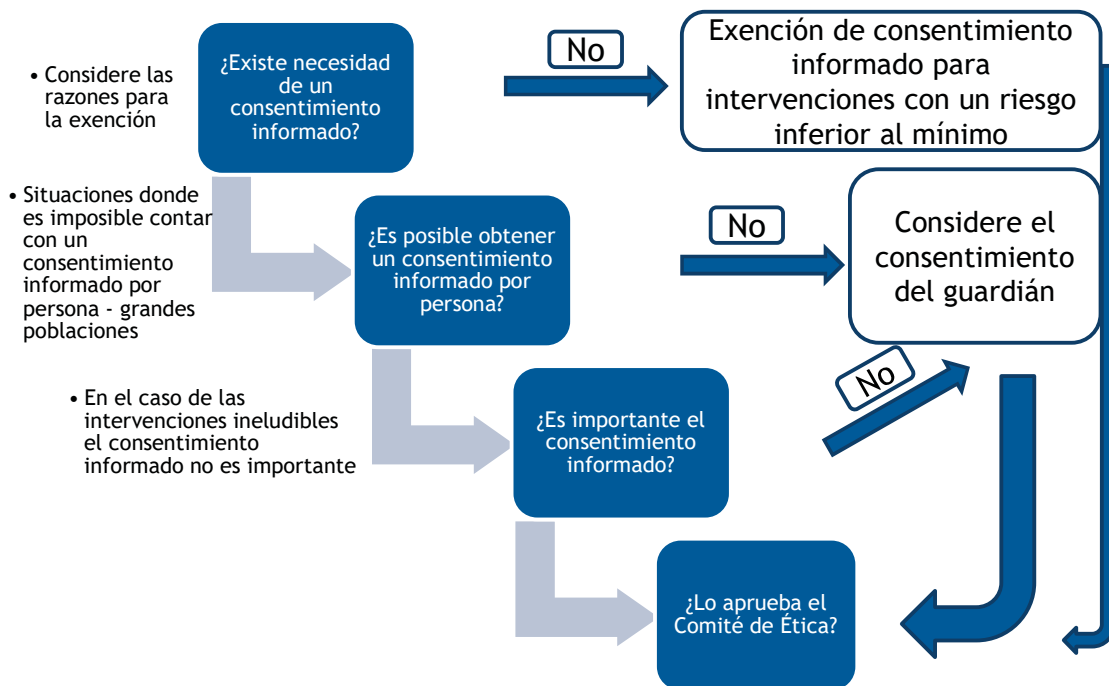 • Considere las
razones para
la exención
¿Existe necesidad
de un
consentimiento
informado?
No
Exención de consentimiento
informado para
intervenciones con un riesgo
inferior al mínimo
• Situaciones donde
es imposible contar
con un
consentimiento
informado por
persona - grandes
poblaciones
¿Es posible obtener
un consentimiento
informado por
persona?
No
Considere el
consentimiento
del guardián
• En el caso de las
intervenciones ineludibles
el consentimiento
informado no es importante
¿Es importante el
consentimiento
informado?
No
¿Lo aprueba el
Comité de Ética?